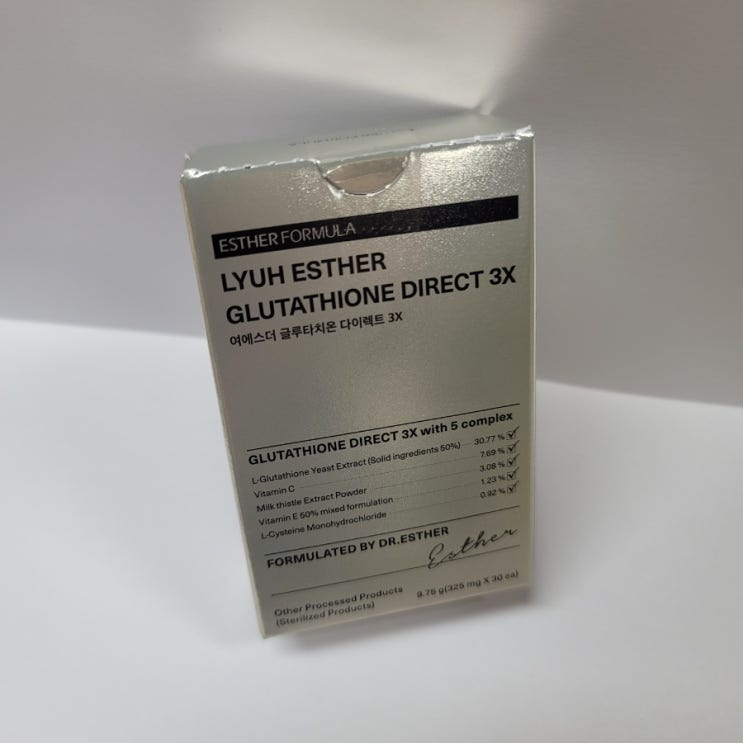 ESTHER FORMULA
LYUH ESTHER
GLUTATHIONE DIRECT 3X
여에스더 글루타치온 다이렉트 3X
GLUTATHIONE DIRECT 3X with 5 complex
L-Glutathione Yeast Extract (Solid ingredients 50%) 30.77 %
Vitamin C 7.69 %
Milk thistle Extract Powder 3.08 %
Vitamin E 50% mixed formulation 1.23 %
L-Cysteine Monohydrochloride 0.92 %
FORMULATED BY DR.ESTHER
Esther
Other Processed Products 9.75 g(325 mg X 30 ea)
(Sterilized Products)